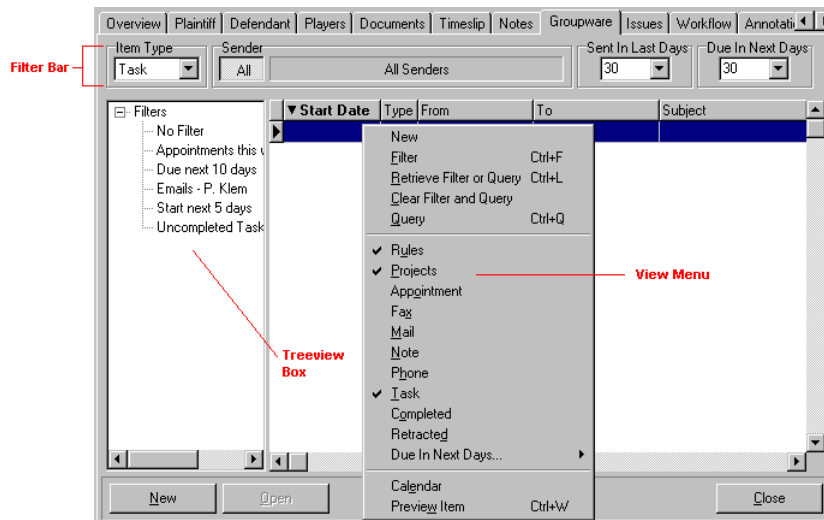 Overview Plaintiff Defendant Players Documents Timeslip Notes Groupware Issues Workflow Annotati
Item Type Sender Sent In Last Days Due In Next Days
Filter Bar
Task All All Senders 30 30
Filters
No Filter
Appointments this
Due next 10 days
Emails - P. Klem
Start next 5 days
Uncompleted Task
Start Date Type From To Subject
New
Filter Ctrl+F
Retrieve Filter or Query Ctrl+L
Clear Filter and Query
Query Ctrl+Q
Rules
Projects
Appointment
Fax
Mail
Note
Phone
Task
Completed
Retracted
Due In Next Days...
Calendar
Preview Item Ctrl+W
View Menu
Treeview
Box
New Open Close